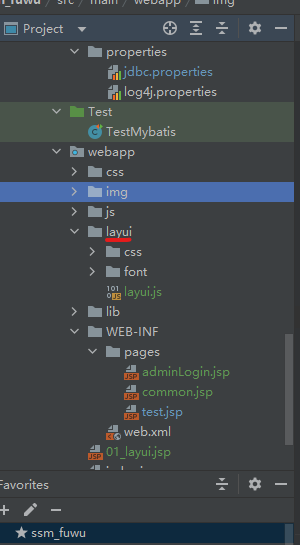 m_fuwu / src / main / webapp / img
Project
properties
jdbc.properties
log4j.properties
Test
TestMybatis
webapp
css
img
js
layui
css
font
layui.js
lib
WEB-INF
pages
adminLogin.jsp
common.jsp
test.jsp
web.xml
01_layui.jsp
Favorites
ssm_fuwu